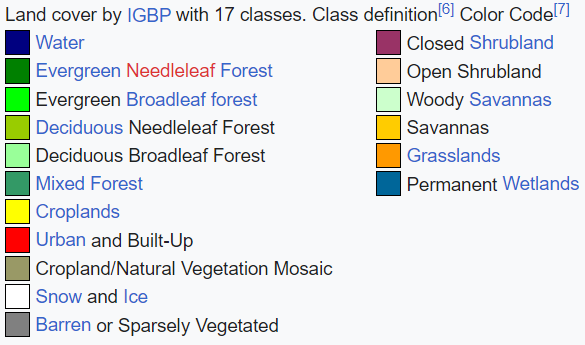 Land cover by IGBP with 17 classes. Class definition[6] Color Code[7]
Water
Evergreen Needleleaf Forest
Evergreen Broadleaf forest
Deciduous Needleleaf Forest
Deciduous Broadleaf Forest
Mixed Forest
Croplands
Urban and Built-Up
Cropland/Natural Vegetation Mosaic
Snow and Ice
Barren or Sparsely Vegetated
Closed Shrubland
Open Shrubland
Woody Savannas
Savannas
Grasslands
Permanent Wetlands